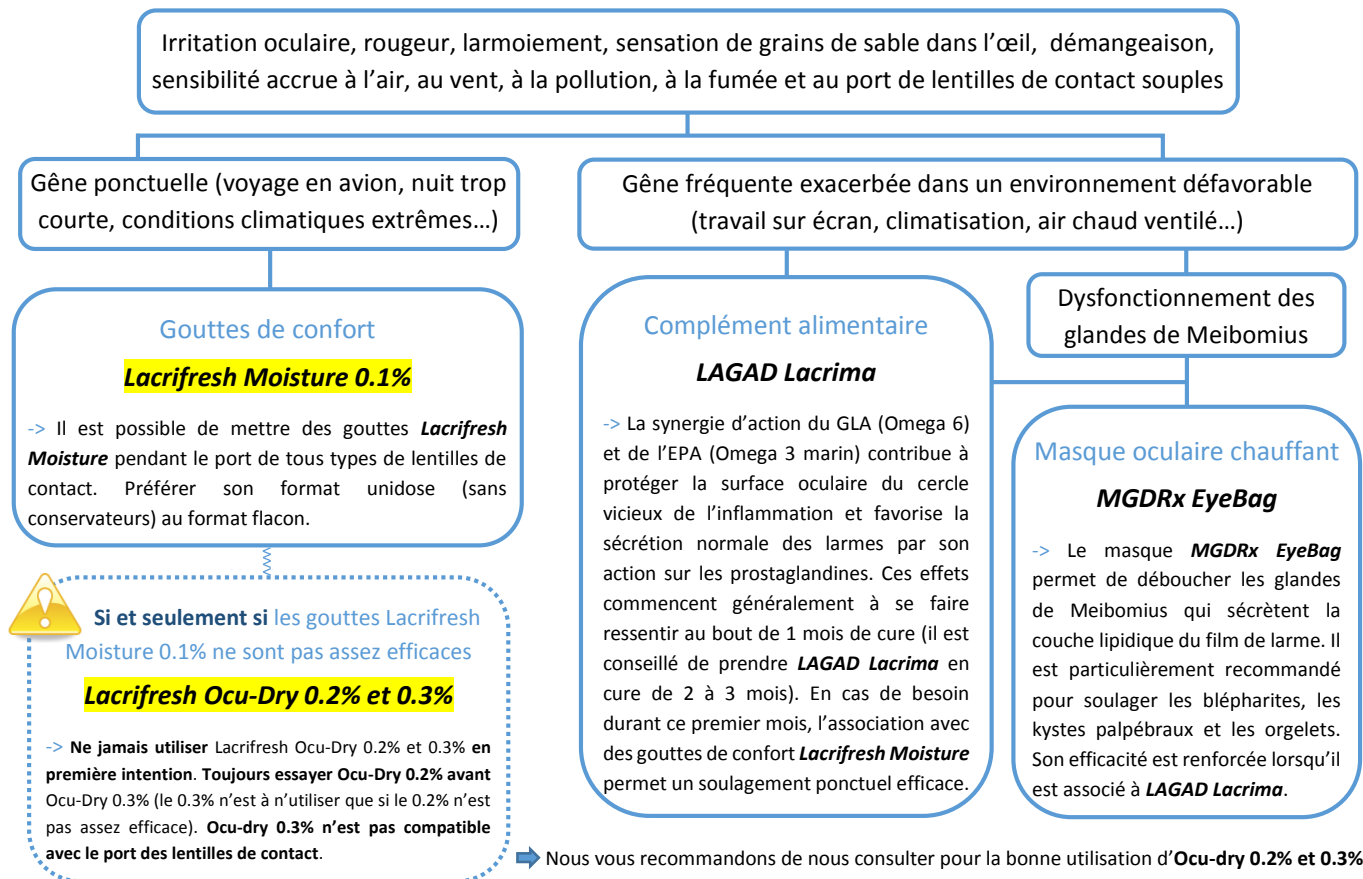 Irritation oculaire, rougeur, larmoiement, sensation de grains de sable dans l’œil, démangeaison,
sensibilité accrue à l’air, au vent, à la pollution, à la fumée et au port de lentilles de contact souples
Gêne ponctuelle (voyage en avion, nuit trop
courte, conditions climatiques extrêmes…)
Gouttes de confort
Lacrifresh Moisture 0.1%
-> Il est possible de mettre des gouttes Lacrifresh
Moisture pendant le port de tous types de lentilles de
contact. Préférer son format unidose (sans
conservateurs) au format flacon.
Si et seulement si les gouttes Lacrifresh
Moisture 0.1% ne sont pas assez efficaces
Lacrifresh Ocu-Dry 0.2% et 0.3%
-> Ne jamais utiliser Lacrifresh Ocu-Dry 0.2% et 0.3% en
première intention. Toujours essayer Ocu-Dry 0.2% avant
Ocu-Dry 0.3% (le 0.3% n’est à n’utiliser que si le 0.2% n’est
pas assez efficace). Ocu-dry 0.3% n’est pas compatible
avec le port des lentilles de contact.
Gêne fréquente exacerbée dans un environnement défavorable
(travail sur écran, climatisation, air chaud ventilé…)
Complément alimentaire
LAGAD Lacrima
-> La synergie d’action du GLA (Omega 6)
et de l’EPA (Omega 3 marin) contribue à
protéger la surface oculaire du cercle
vicieux de l’inflammation et favorise la
sécrétion normale des larmes par son
action sur les prostaglandines. Ces effets
commencent généralement à se faire
ressentir au bout de 1 mois de cure (il est
conseillé de prendre LAGAD Lacrima en
cure de 2 à 3 mois). En cas de besoin
durant ce premier mois, l’association avec
des gouttes de confort Lacrifresh Moisture
permet un soulagement ponctuel efficace.
Dysfonctionnement des
glandes de Meibomius
Masque oculaire chauffant
MGDRx EyeBag
-> Le masque MGDRx EyeBag
permet de déboucher les glandes
de Meibomius qui sécrètent la
couche lipidique du film de larme. Il
est particulièrement recommandé
pour soulager les blépharites, les
kystes palpébraux et les orgelets.
Son efficacité est renforcée lorsqu’il
est associé à LAGAD Lacrima.
Nous vous recommandons de nous consulter pour la bonne utilisation d’Ocu-dry 0.2% et 0.3%